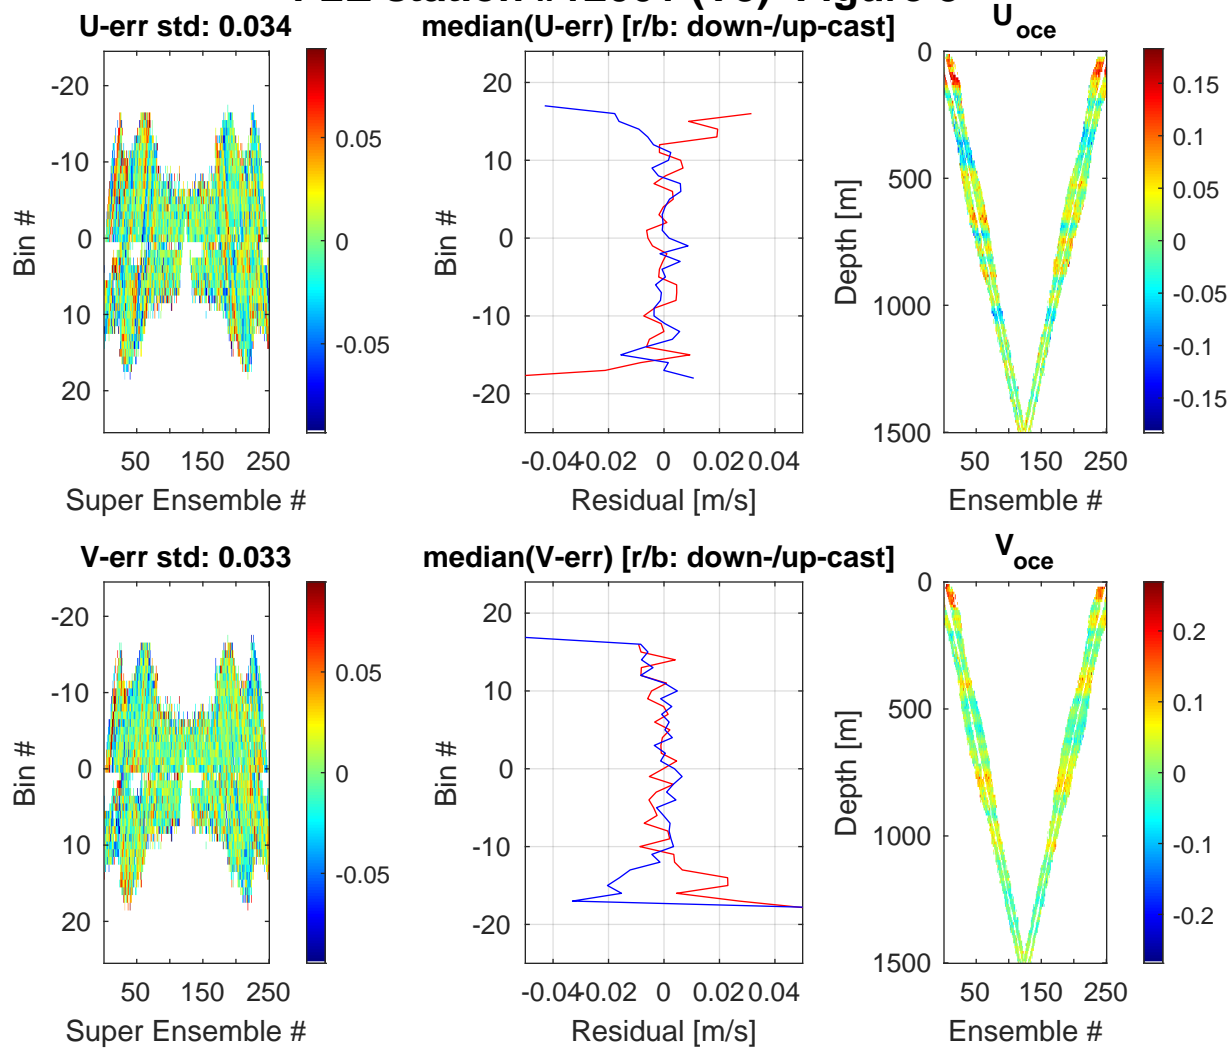 U-err std: 0.034
median(U-err) [r/b: down-/up-cast]
U_oce
-20
-10
0
10
20
Bin #
50 150 250
Super Ensemble #
0.05
0
-0.05
20
10
0
-10
-20
Bin #
-0.04 -0.02 0 0.02 0.04
Residual [m/s]
0
500
1000
1500
Depth [m]
50 150 250
Ensemble #
0.15
0.1
0.05
0
-0.05
-0.1
-0.15
V-err std: 0.033
median(V-err) [r/b: down-/up-cast]
V_oce
-20
-10
0
10
20
Bin #
50 150 250
Super Ensemble #
0.05
0
-0.05
20
10
0
-10
-20
Bin #
-0.04 -0.02 0 0.02 0.04
Residual [m/s]
0
500
1000
1500
Depth [m]
50 150 250
Ensemble #
0.2
0.1
0
-0.1
-0.2